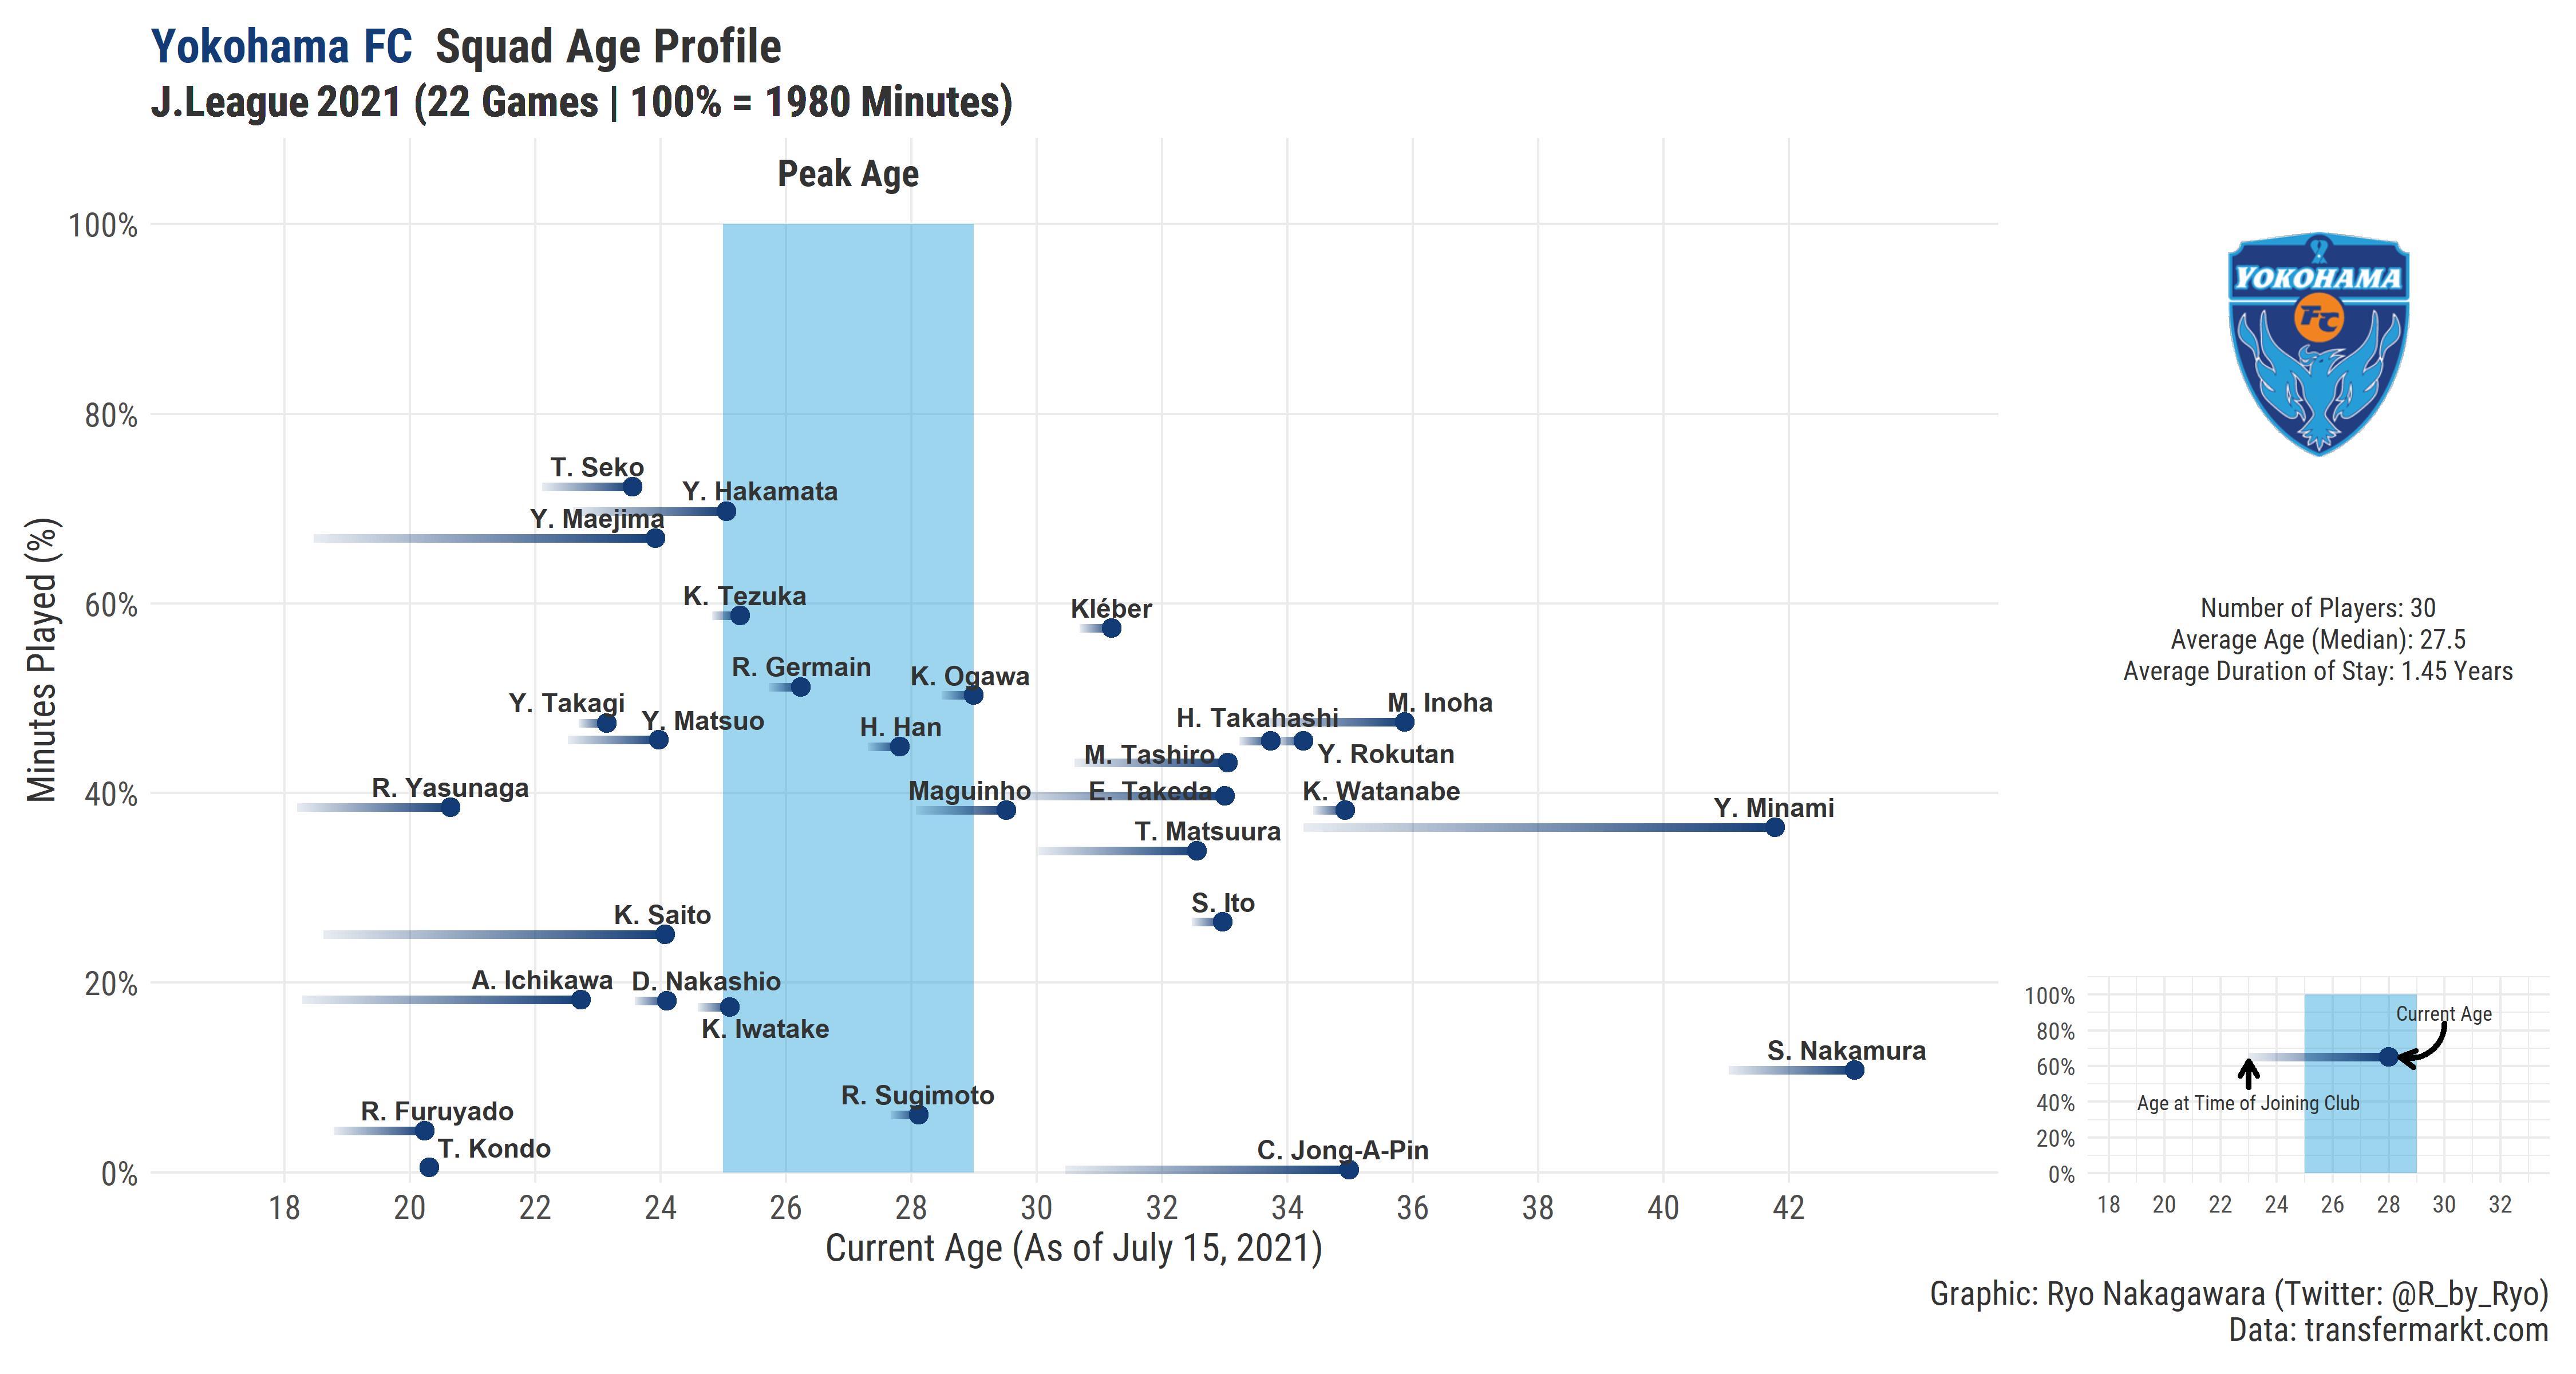 Yokohama FC Squad Age Profile
J.League 2021 (22 Games | 100% = 1980 Minutes)
Peak Age
100%
80%
60%
40%
20%
0%
Minutes Played (%)
T. Seko
Y. Hakamata
Y. Maejima
K. Tezuka
Kléber
R. Germain
K. Ogawa
Y. Takagi
Y. Matsuo
H. Han
H. Takahashi
M. Inoha
M. Tashiro
Y. Rokutan
R. Yasunaga
Maguinho
E. Takeda
K. Watanabe
Y. Minami
T. Matsuura
S. Ito
K. Saito
A. Ichikawa
D. Nakashio
K. Iwatake
S. Nakamura
R. Sugimoto
R. Furuyado
T. Kondo
C. Jong-A-Pin
18 20 22 24 26 28 30 32 34 36 38 40 42
Current Age (As of July 15, 2021)
YOKOHAMA
FC
Number of Players: 30
Average Age (Median): 27.5
Average Duration of Stay: 1.45 Years
100%
80%
60%
40%
20%
0%
Current Age
Age at Time of Joining Club
18 20 22 24 26 28 30 32
Graphic: Ryo Nakagawara (Twitter: @R_by_Ryo)
Data: transfermarkt.com